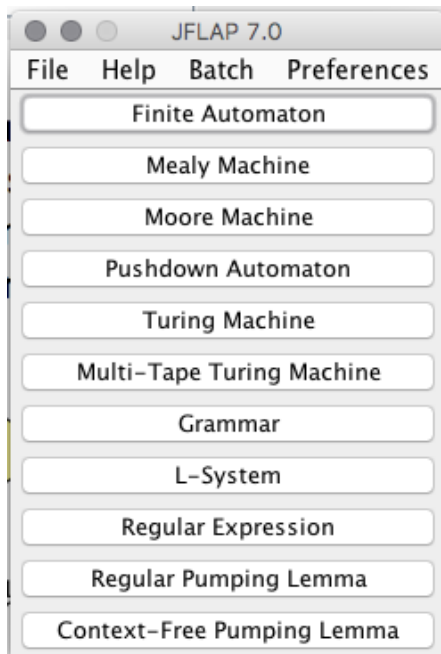 JFLAP 7.0
File Help Batch Preferences
Finite Automaton
Mealy Machine
Moore Machine
Pushdown Automaton
Turing Machine
Multi-Tape Turing Machine
Grammar
L-System
Regular Expression
Regular Pumping Lemma
Context-Free Pumping Lemma